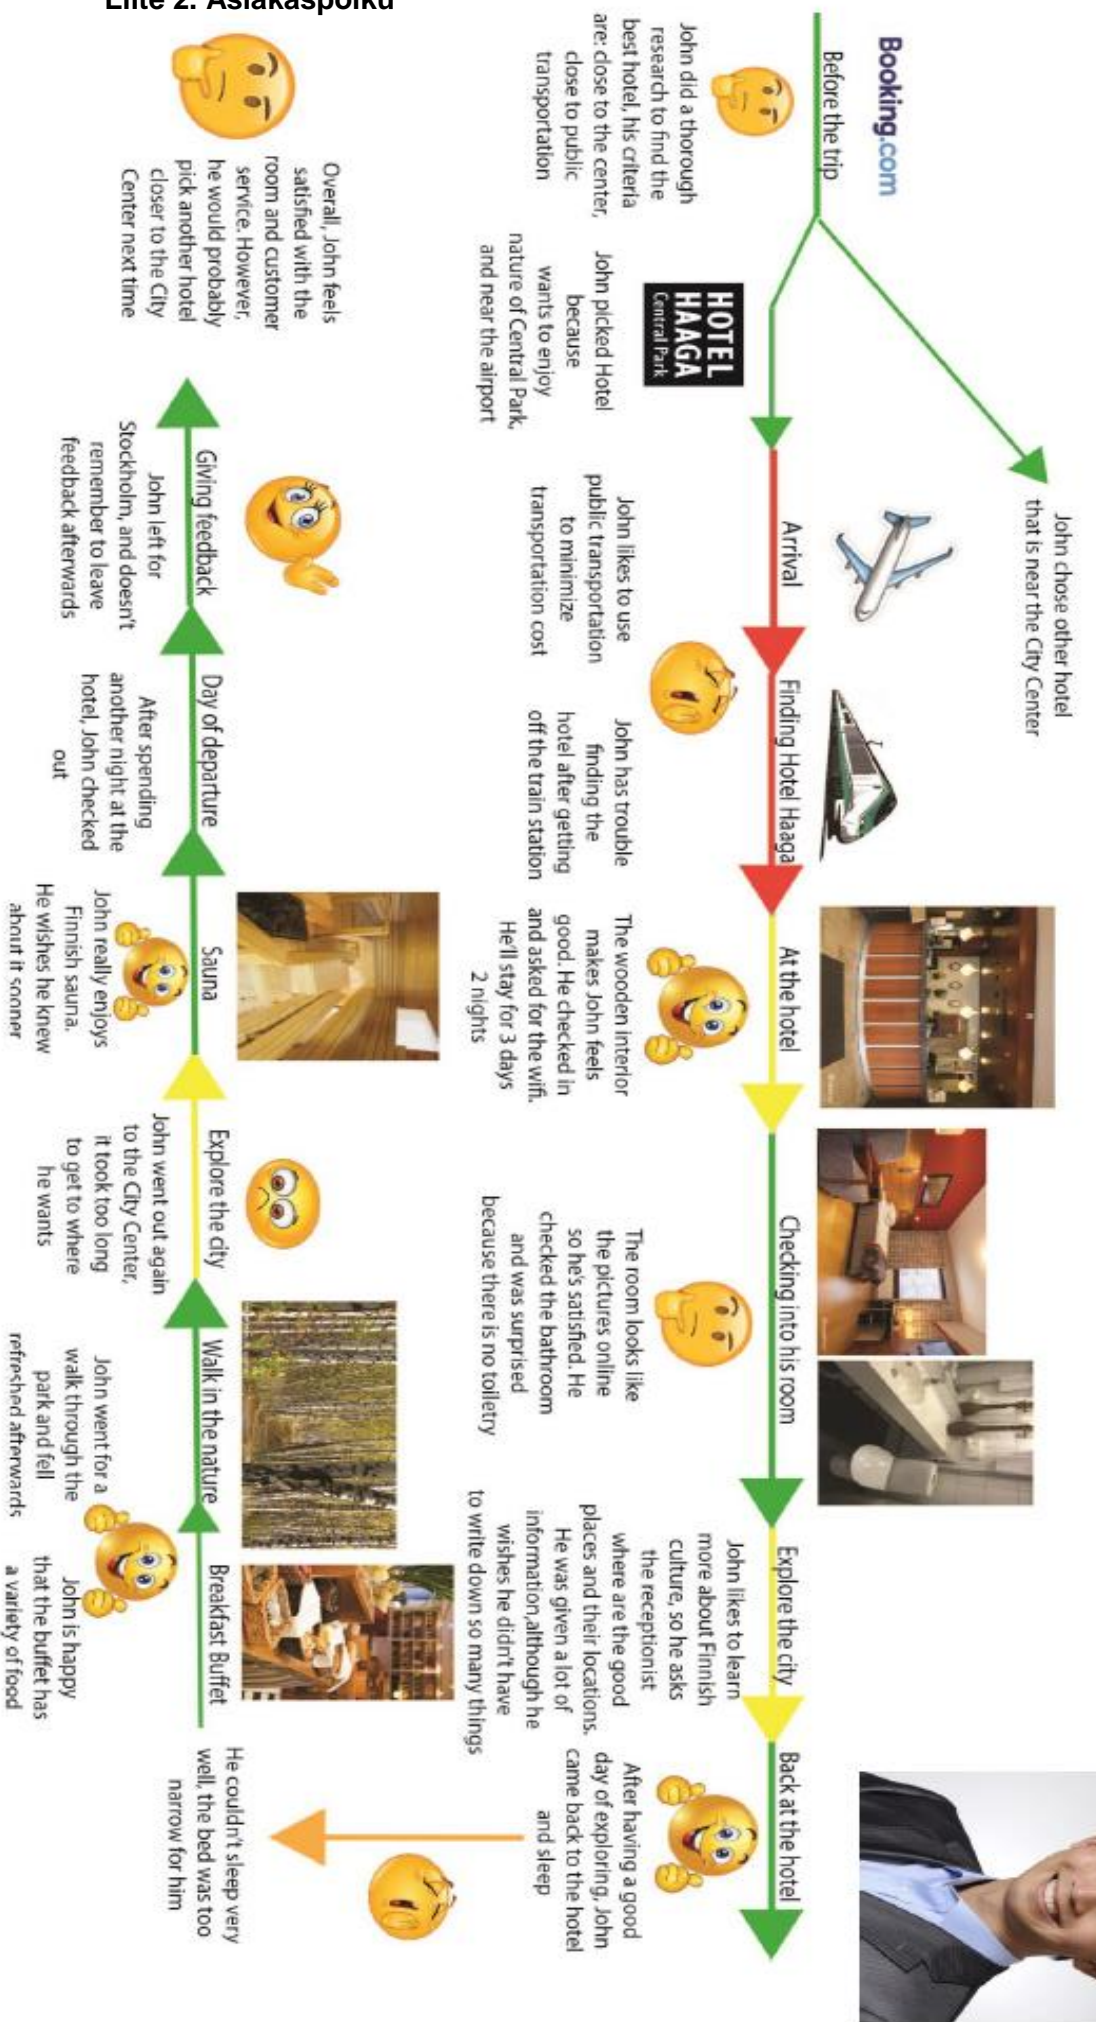 Liite 2. Asiakaspolku
Booking.com
Before the trip
John did a thorough
research to find the
best hotel, his criteria
are: close to the center,
close to public
transportation
John chose other hotel
that is near the City Center
HOTEL
HAAGA
Central Park
John picked Hotel
because
wants to enjoy
nature of Central Park,
and near the airport
Arrival
John likes to use
public transportation
to minimize
transportation cost
Finding Hotel Haaga
John has trouble
finding the
hotel after getting
off the train station
At the hotel
The wooden interior
makes John feels
good. He checked in
and asked for the wifi.
He'll stay for 3 days
2 nights
Checking into his room
The room looks like
the pictures online
so he's satisfied. He
checked the bathroom
and was surprised
because there is no toiletry
Explore the city
John likes to learn
more about Finnish
culture, so he asks
the receptionist
where are the good
places and their locations.
He was given a lot of
information,although he
wishes he didn't have
to write down so many things
Back at the hotel
After having a good
day of exploring, John
came back to the hotel
and sleep
He couldn't sleep very
well, the bed was too
narrow for him
Breakfast Buffet
John is happy
that the buffet has
a variety of food
Walk in the nature
John went for a
walk through the
park and fell
refreshed afterwards
Explore the city
John went out again
to the City Center,
it took too long
to get to where
he wants
Sauna
John really enjoys
Finnish sauna.
He wishes he knew
about it sooner
Day of departure
After spending
another night at the
hotel, John checked
out
Giving feedback
John left for
Stockholm, and doesn't
remember to leave
feedback afterwards
Overall, John feels
satisfied with the
room and customer
service. However,
he would probably
pick another hotel
closer to the City
Center next time